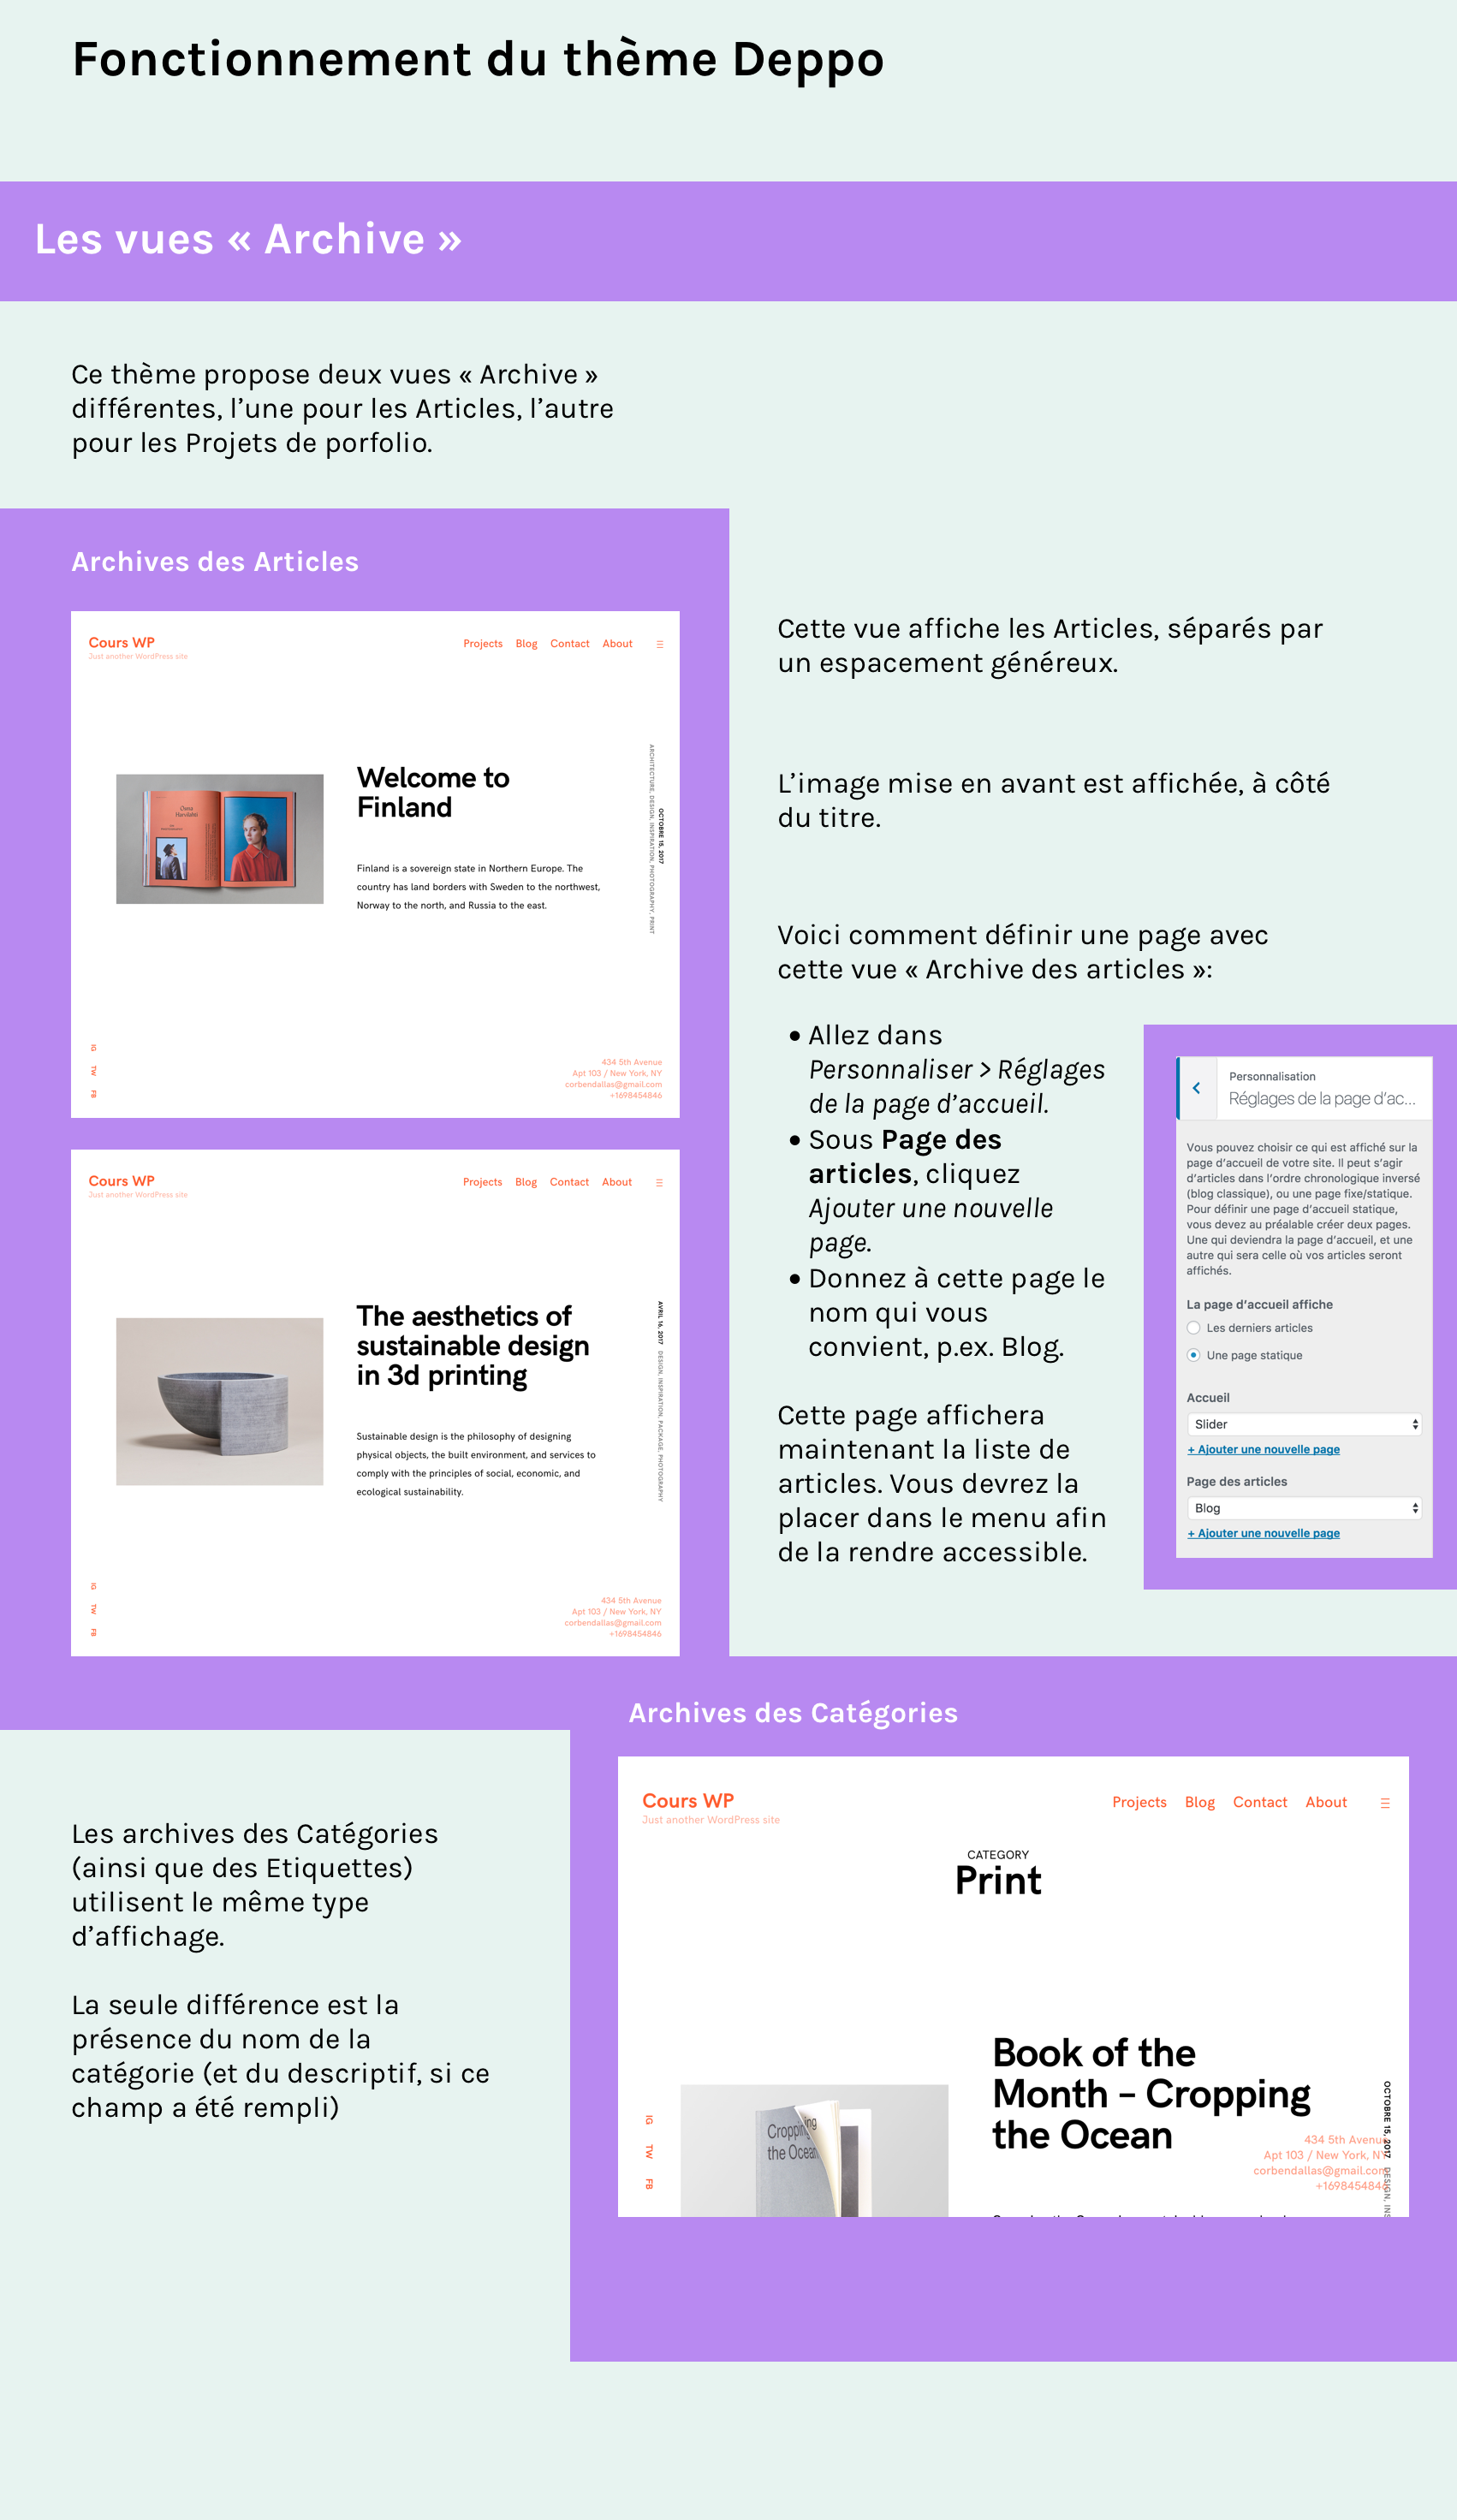 Fonctionnement du thème Deppo
Les vues « Archive »
Ce thème propose deux vues « Archive »
différentes, l’une pour les Articles, l’autre
pour les Projets de porfolio.
Archives des Articles
Cours WP
Just another WordPress site
Projects Blog Contact About
Welcome to
Finland
Finland is a sovereign state in Northern Europe. The
country has land borders with Sweden to the northwest,
Norway to the north, and Russia to the east.
OCTOBRE 15, 2017
ARCHITECTURE, DESIGN, INSPIRATION, PHOTOGRAPHY, PRINT
IG TW FB
434 5th Avenue
Apt 103 / New York, NY
corbendallas@gmail.com
+1698454846
Cours WP
Just another WordPress site
Projects Blog Contact About
The aesthetics of
sustainable design
in 3d printing
Sustainable design is the philosophy of designing
physical objects, the built environment, and services to
comply with the principles of social, economic, and
ecological sustainability.
AVRIL 16, 2017 DESIGN, INSPIRATION, PACKAGE, PHOTOGRAPHY
IG TW FB
434 5th Avenue
Apt 103 / New York, NY
corbendallas@gmail.com
+1698454846
Cette vue affiche les Articles, séparés par
un espacement généreux.
L’image mise en avant est affichée, à côté
du titre.
Voici comment définir une page avec
cette vue « Archive des articles »:
• Allez dans
Personnaliser > Réglages
de la page d’accueil.
• Sous Page des
articles, cliquez
Ajouter une nouvelle
page.
• Donnez à cette page le
nom qui vous
convient, p.ex. Blog.
Cette page affichera
maintenant la liste de
articles. Vous devrez la
placer dans le menu afin
de la rendre accessible.
Personnalisation
Réglages de la page d’ac...
Vous pouvez choisir ce qui est affiché sur la
page d’accueil de votre site. Il peut s’agir
d’articles dans l’ordre chronologique inversé
(blog classique), ou une page fixe/statique.
Pour définir une page d’accueil statique,
vous devez au préalable créer deux pages.
Une qui deviendra la page d’accueil, et une
autre qui sera celle où vos articles seront
affichés.
La page d’accueil affiche
Les derniers articles
Une page statique
Accueil
Slider
+ Ajouter une nouvelle page
Page des articles
Blog
+ Ajouter une nouvelle page
Archives des Catégories
Les archives des Catégories
(ainsi que des Etiquettes)
utilisent le même type
d’affichage.
La seule différence est la
présence du nom de la
catégorie (et du descriptif, si ce
champ a été rempli)
Cours WP
Just another WordPress site
Projects Blog Contact About
CATEGORY
Print
Book of the
Month – Cropping
the Ocean
Cropping
the Ocean
OCTOBRE 15, 2017 DESIGN, INS
IG TW FB
434 5th Avenue
Apt 103 / New York, NY
corbendallas@gmail.com
+1698454846